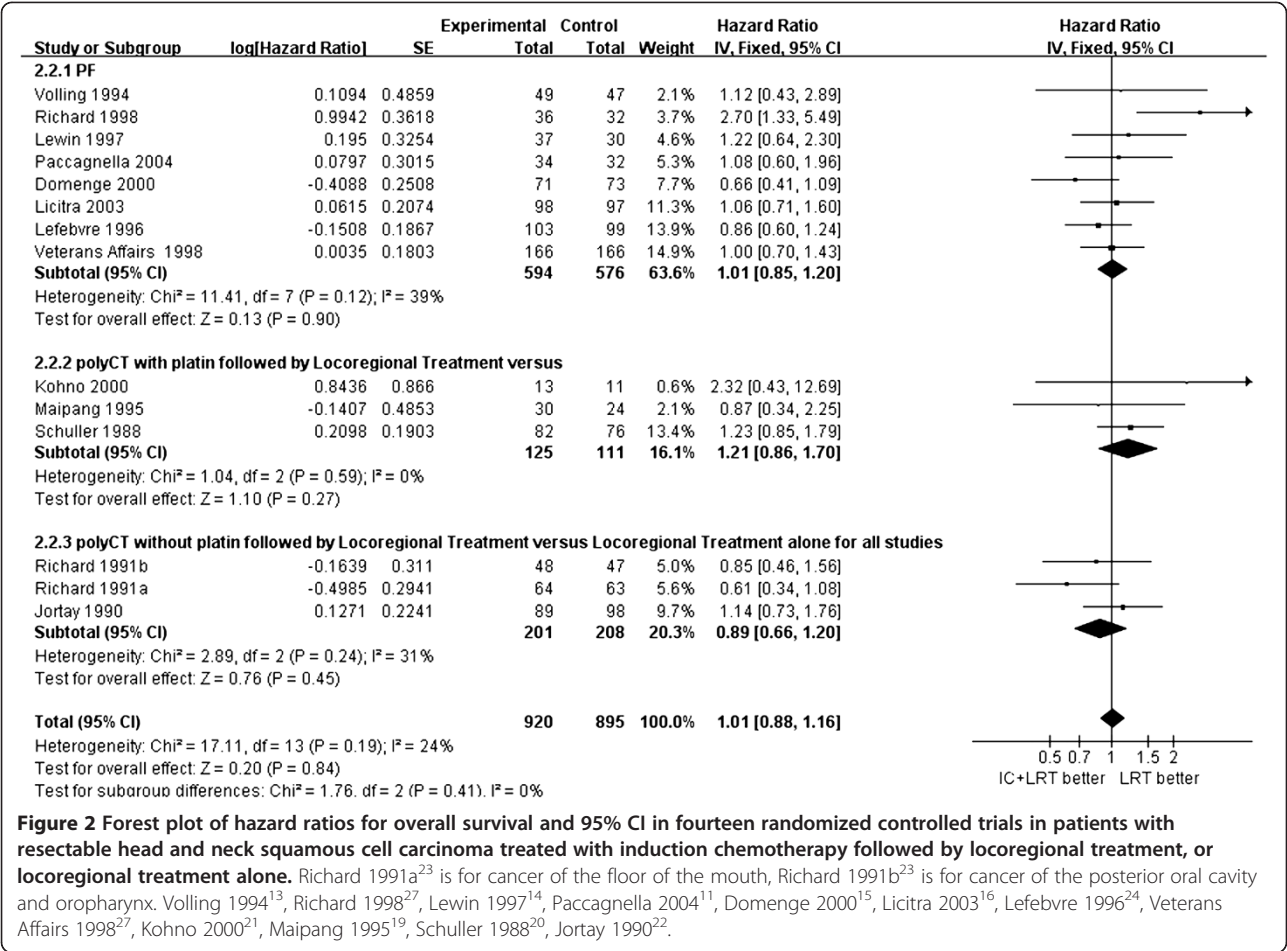 Experimental Control Hazard Ratio Hazard Ratio
Study or Subgroup log[Hazard Ratio] SE Total Total Weight IV, Fixed, 95% CI IV, Fixed, 95% CI
2.2.1 PF
Volling 1994 0.1094 0.4859 49 47 2.1% 1.12 [0.43, 2.89]
Richard 1998 0.9942 0.3618 36 32 3.7% 2.70 [1.33, 5.49]
Lewin 1997 0.195 0.3254 37 30 4.6% 1.22 [0.64, 2.30]
Paccagnella 2004 0.0797 0.3015 34 32 5.3% 1.08 [0.60, 1.96]
Domenge 2000 -0.4088 0.2508 71 73 7.7% 0.66 [0.41, 1.09]
Licitra 2003 0.0615 0.2074 98 97 11.3% 1.06 [0.71, 1.60]
Lefebvre 1996 -0.1508 0.1867 103 99 13.9% 0.86 [0.60, 1.24]
Veterans Affairs 1998 0.0035 0.1803 166 166 14.9% 1.00 [0.70, 1.43]
Subtotal (95% CI) 594 576 63.6% 1.01 [0.85, 1.20]
Heterogeneity: Chi² = 11.41, df = 7 (P = 0.12); I² = 39%
Test for overall effect: Z = 0.13 (P = 0.90)
2.2.2 polyCT with platin followed by Locoregional Treatment versus
Kohno 2000 0.8436 0.866 13 11 0.6% 2.32 [0.43, 12.69]
Maipang 1995 -0.1407 0.4853 30 24 2.1% 0.87 [0.34, 2.25]
Schuller 1988 0.2098 0.1903 82 76 13.4% 1.23 [0.85, 1.79]
Subtotal (95% CI) 125 111 16.1% 1.21 [0.86, 1.70]
Heterogeneity: Chi² = 1.04, df = 2 (P = 0.59); I² = 0%
Test for overall effect: Z = 1.10 (P = 0.27)
2.2.3 polyCT without platin followed by Locoregional Treatment versus Locoregional Treatment alone for all studies
Richard 1991b -0.1639 0.311 48 47 5.0% 0.85 [0.46, 1.56]
Richard 1991a -0.4985 0.2941 64 63 5.6% 0.61 [0.34, 1.08]
Jortay 1990 0.1271 0.2241 89 98 9.7% 1.14 [0.73, 1.76]
Subtotal (95% CI) 201 208 20.3% 0.89 [0.66, 1.20]
Heterogeneity: Chi² = 2.89, df = 2 (P = 0.24); I² = 31%
Test for overall effect: Z = 0.76 (P = 0.45)
Total (95% CI) 920 895 100.0% 1.01 [0.88, 1.16]
Heterogeneity: Chi² = 17.11, df = 13 (P = 0.19); I² = 24%
Test for overall effect: Z = 0.20 (P = 0.84)
Test for subgroup differences: Chi² = 1.76, df = 2 (P = 0.41), I² = 0%
0.5 0.7 1 1.5 2
IC+LRT better LRT better
Figure 2 Forest plot of hazard ratios for overall survival and 95% CI in fourteen randomized controlled trials in patients with
resectable head and neck squamous cell carcinoma treated with induction chemotherapy followed by locoregional treatment, or
locoregional treatment alone. Richard 1991a²³ is for cancer of the floor of the mouth, Richard 1991b²³ is for cancer of the posterior oral cavity
and oropharynx. Volling 1994¹³, Richard 1998²⁷, Lewin 1997¹⁴, Paccagnella 2004¹¹, Domenge 2000¹⁵, Licitra 2003¹⁶, Lefebvre 1996²⁴, Veterans
Affairs 1998²⁷, Kohno 2000²¹, Maipang 1995¹⁹, Schuller 1988²⁰, Jortay 1990²².